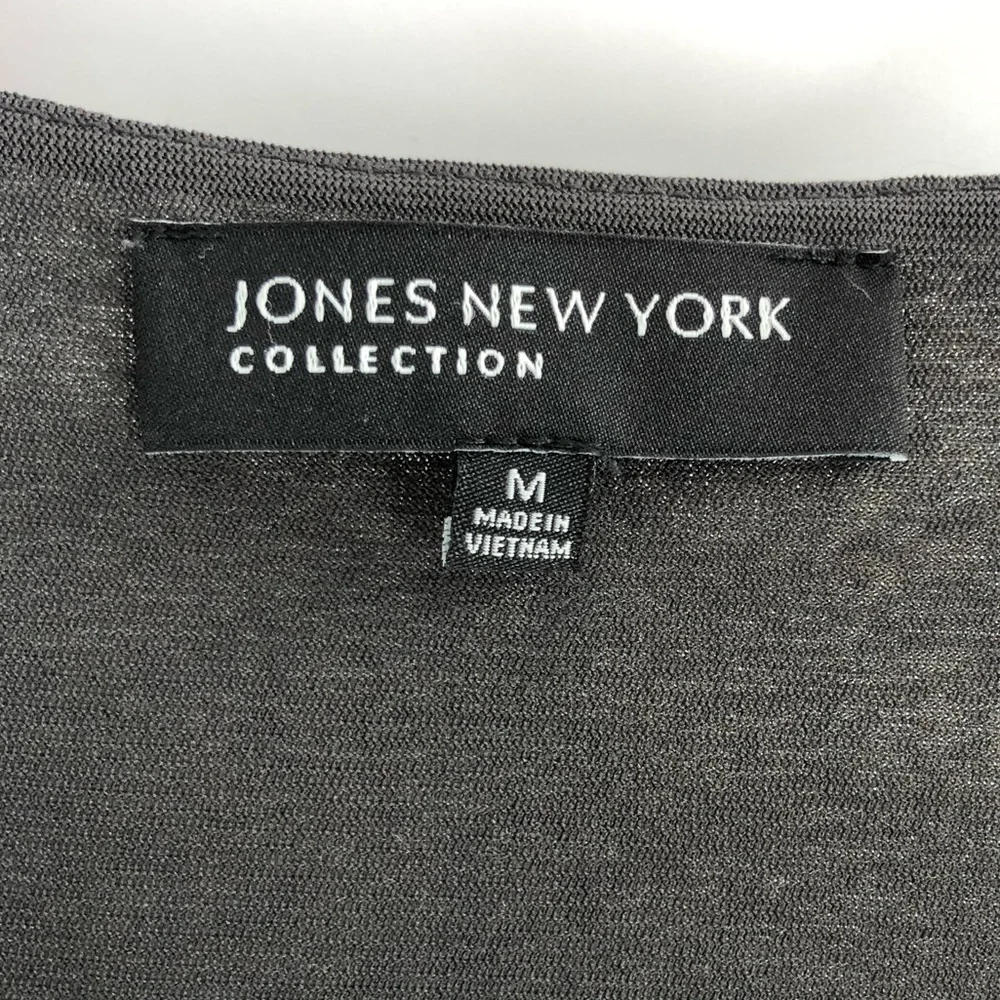 JONES NEW YORK
COLLECTION
M
MADE IN
VIETNAM